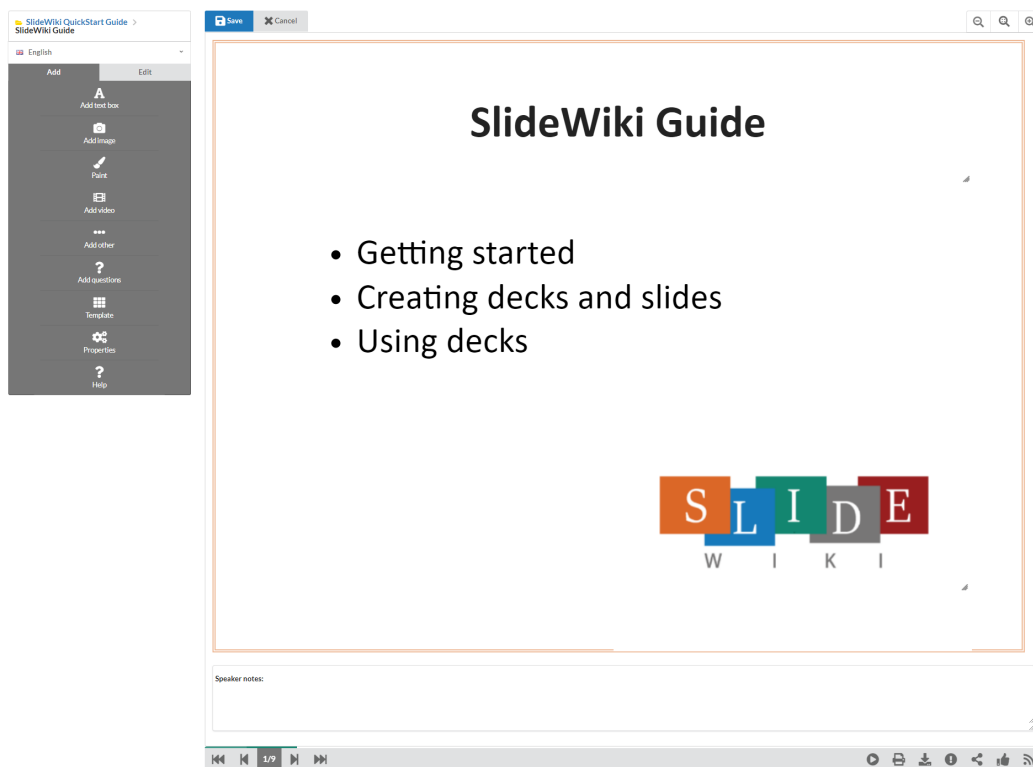 SlideWiki QuickStart Guide
SlideWiki Guide
English
Add Edit
A
Add text box
Add image
Paint
Add video
Add other
?
Add questions
Template
Properties
?
Help
Save Cancel
SlideWiki Guide
• Getting started
• Creating decks and slides
• Using decks
SLIDE
WIKI
Speaker notes:
1/9